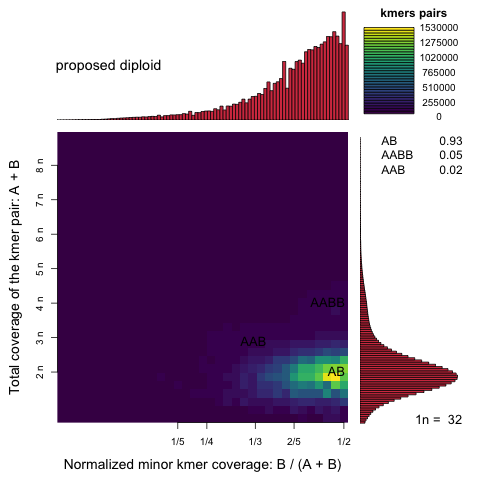 kmers pairs
proposed diploid
1530000
1275000
1020000
765000
510000
255000
0
AB 0.93
AABB 0.05
AAB 0.02
Total coverage of the kmer pair: A + B
8 n
7 n
6 n
5 n
4 n
3 n
2 n
AABB
AAB
AB
1n = 32
1/5 1/4 1/3 2/5 1/2
Normalized minor kmer coverage: B / (A + B)